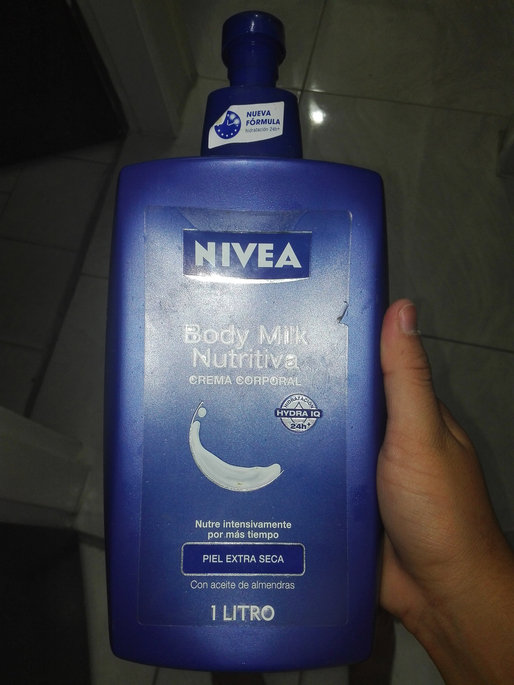 NUEVA
FÓRMULA
hidratación 24h+
NIVEA
Body Milk
Nutritiva
CREMA CORPORAL
HIDRATACIÓN
HYDRA IQ
24h+
Nutre intensivamente
por más tiempo
PIEL EXTRA SECA
Con aceite de almendras
1 LITRO